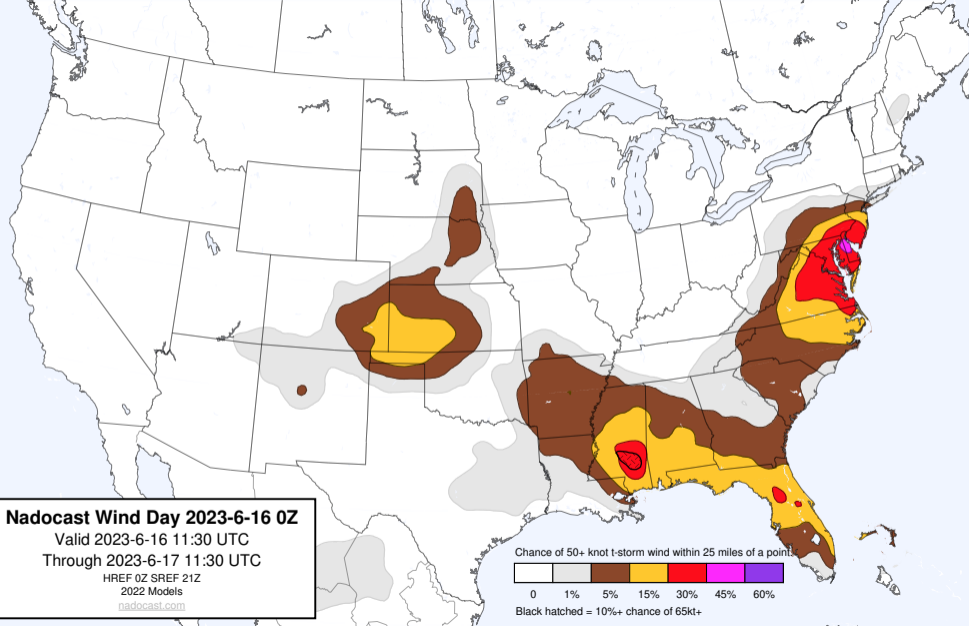 Nadocast Wind Day 2023-6-16 0Z
Valid 2023-6-16 11:30 UTC
Through 2023-6-17 11:30 UTC
HREF 0Z SREF 21Z
2022 Models
nadocast.com
Chance of 50+ knot t-storm wind within 25 miles of a point.
0 1% 5% 15% 30% 45% 60%
Black hatched = 10%+ chance of 65kt+